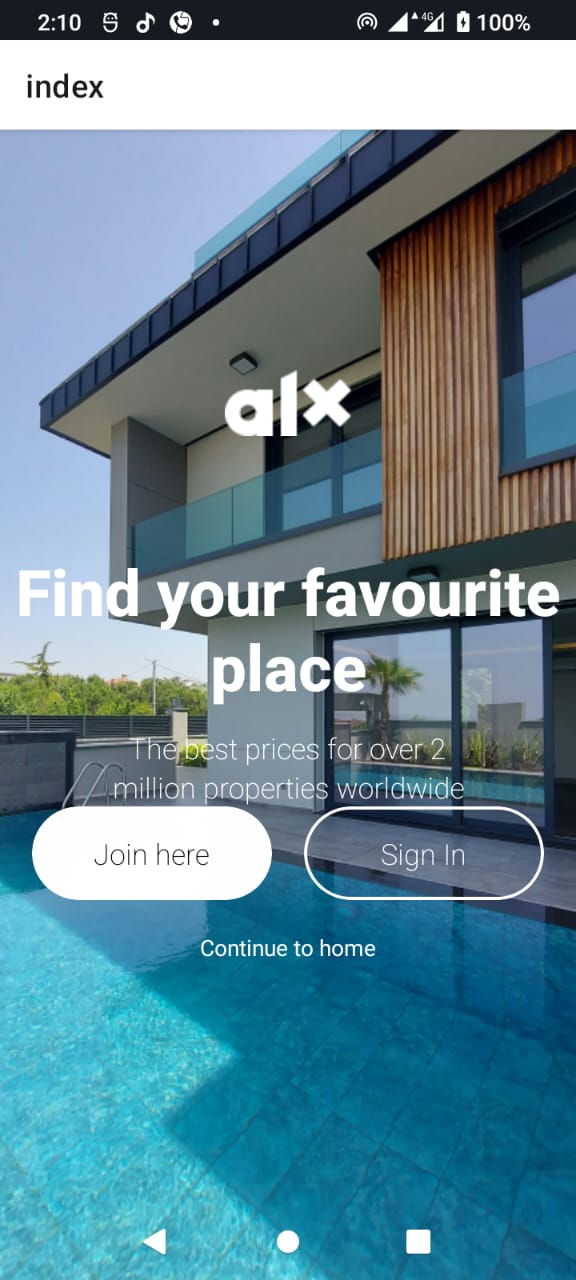 2:10 4G 100%
index
alx
Find your favourite
place
The best prices for over 2
million properties worldwide
Join here Sign In
Continue to home